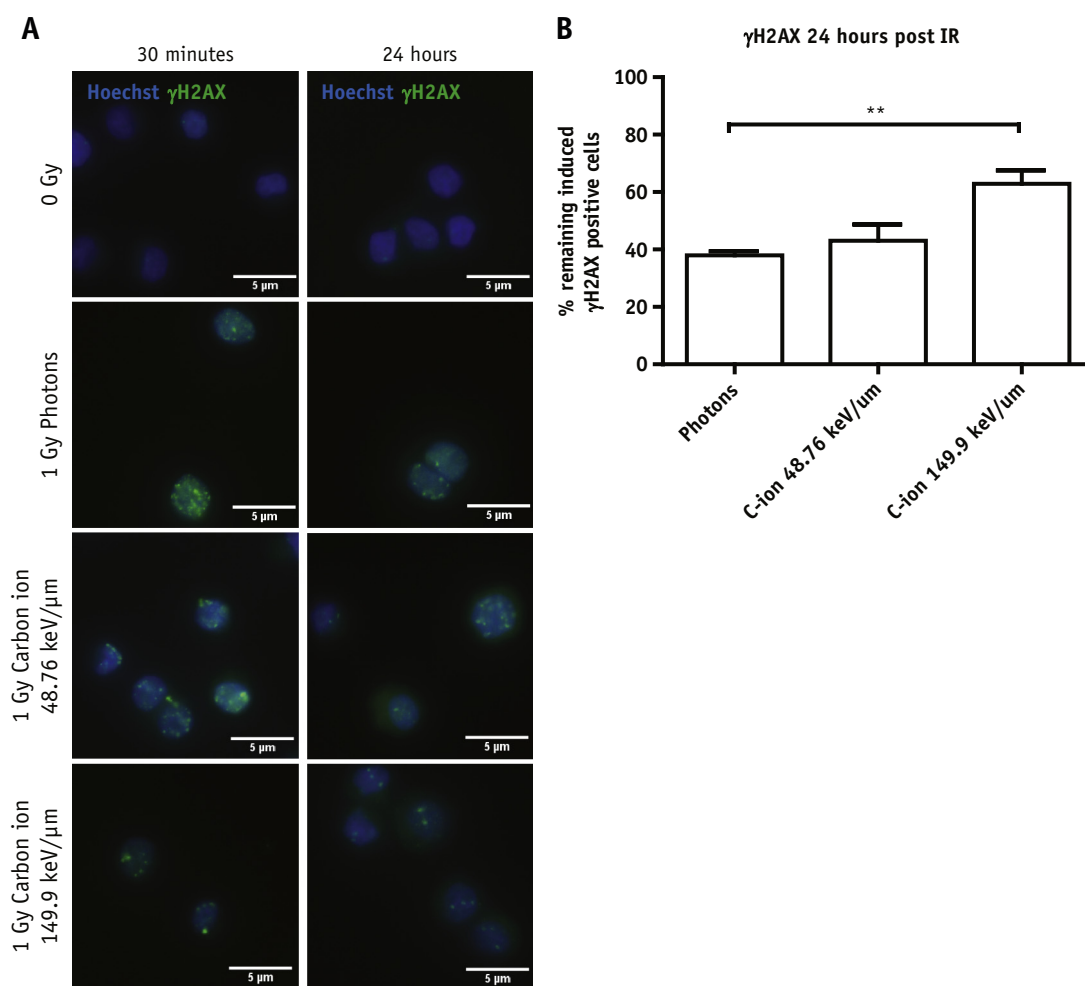 A
30 minutes
24 hours
Hoechst γH2AX
Hoechst γH2AX
0 Gy
5 µm
5 µm
1 Gy Photons
5 µm
5 µm
1 Gy Carbon ion
48.76 keV/µm
5 µm
5 µm
1 Gy Carbon ion
149.9 keV/µm
5 µm
5 µm
B
γH2AX 24 hours post IR
% remaining induced
γH2AX positive cells
100
80
60
40
20
0
**
Photons
C-ion 48.76 keV/um
C-ion 149.9 keV/um